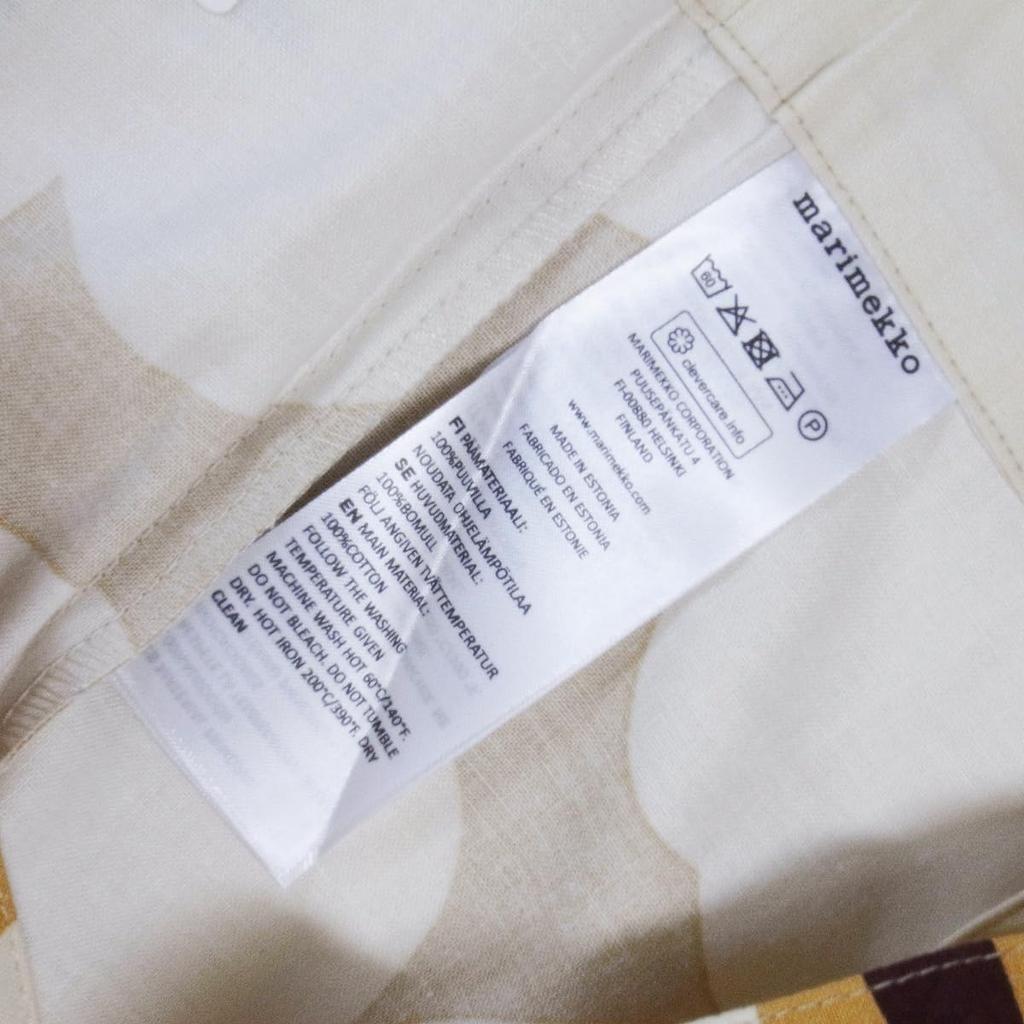 marimekko
60 P
clevercare.info
MARIMEKKO CORPORATION
PUUSEPÄNKATU 4
FI-00880 HELSINKI
FINLAND
www.marimekko.com
MADE IN ESTONIA
FABRICADO EN ESTONIA
FABRIQUÉ EN ESTONIE
FI PÄÄMATERIAALI:
100%PUUVILLA
NOUDATA OHJELÄMPÖTILAA
SE HUVUDMATERIAL:
100%BOMULL
FÖLJ ANGIVEN TVÄTTEMPERATUR
EN MAIN MATERIAL:
100%COTTON
FOLLOW THE WASHING
TEMPERATURE GIVEN
MACHINE WASH HOT 60°C/140°F.
DO NOT BLEACH. DO NOT TUMBLE
DRY. HOT IRON 200°C/390°F. DRY
CLEAN